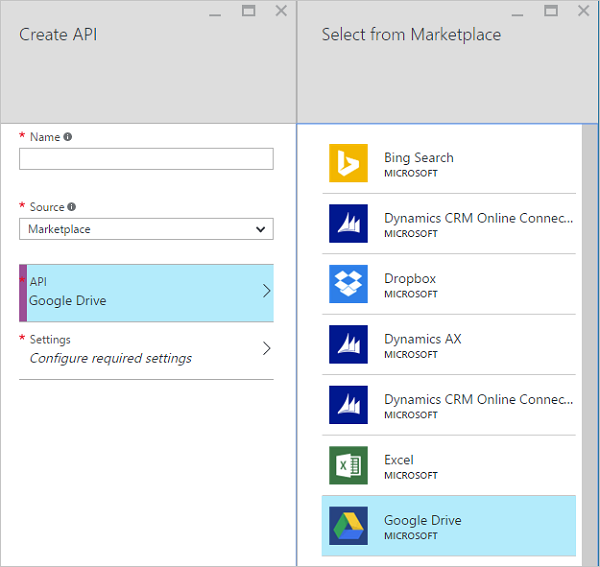 Create API
* Name
* Source
Marketplace
* API
Google Drive
* Settings
Configure required settings
Select from Marketplace
Bing Search
MICROSOFT
Dynamics CRM Online Connec...
MICROSOFT
Dropbox
MICROSOFT
Dynamics AX
MICROSOFT
Dynamics CRM Online Connec...
MICROSOFT
Excel
MICROSOFT
Google Drive
MICROSOFT